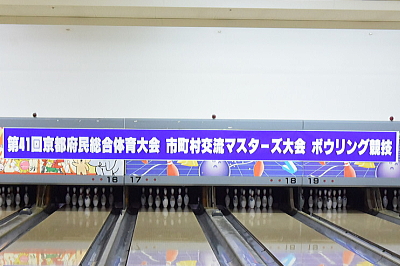 第41回京都府民総合体育大会 市町村交流マスターズ大会 ボウリング競技
16 17 18 19